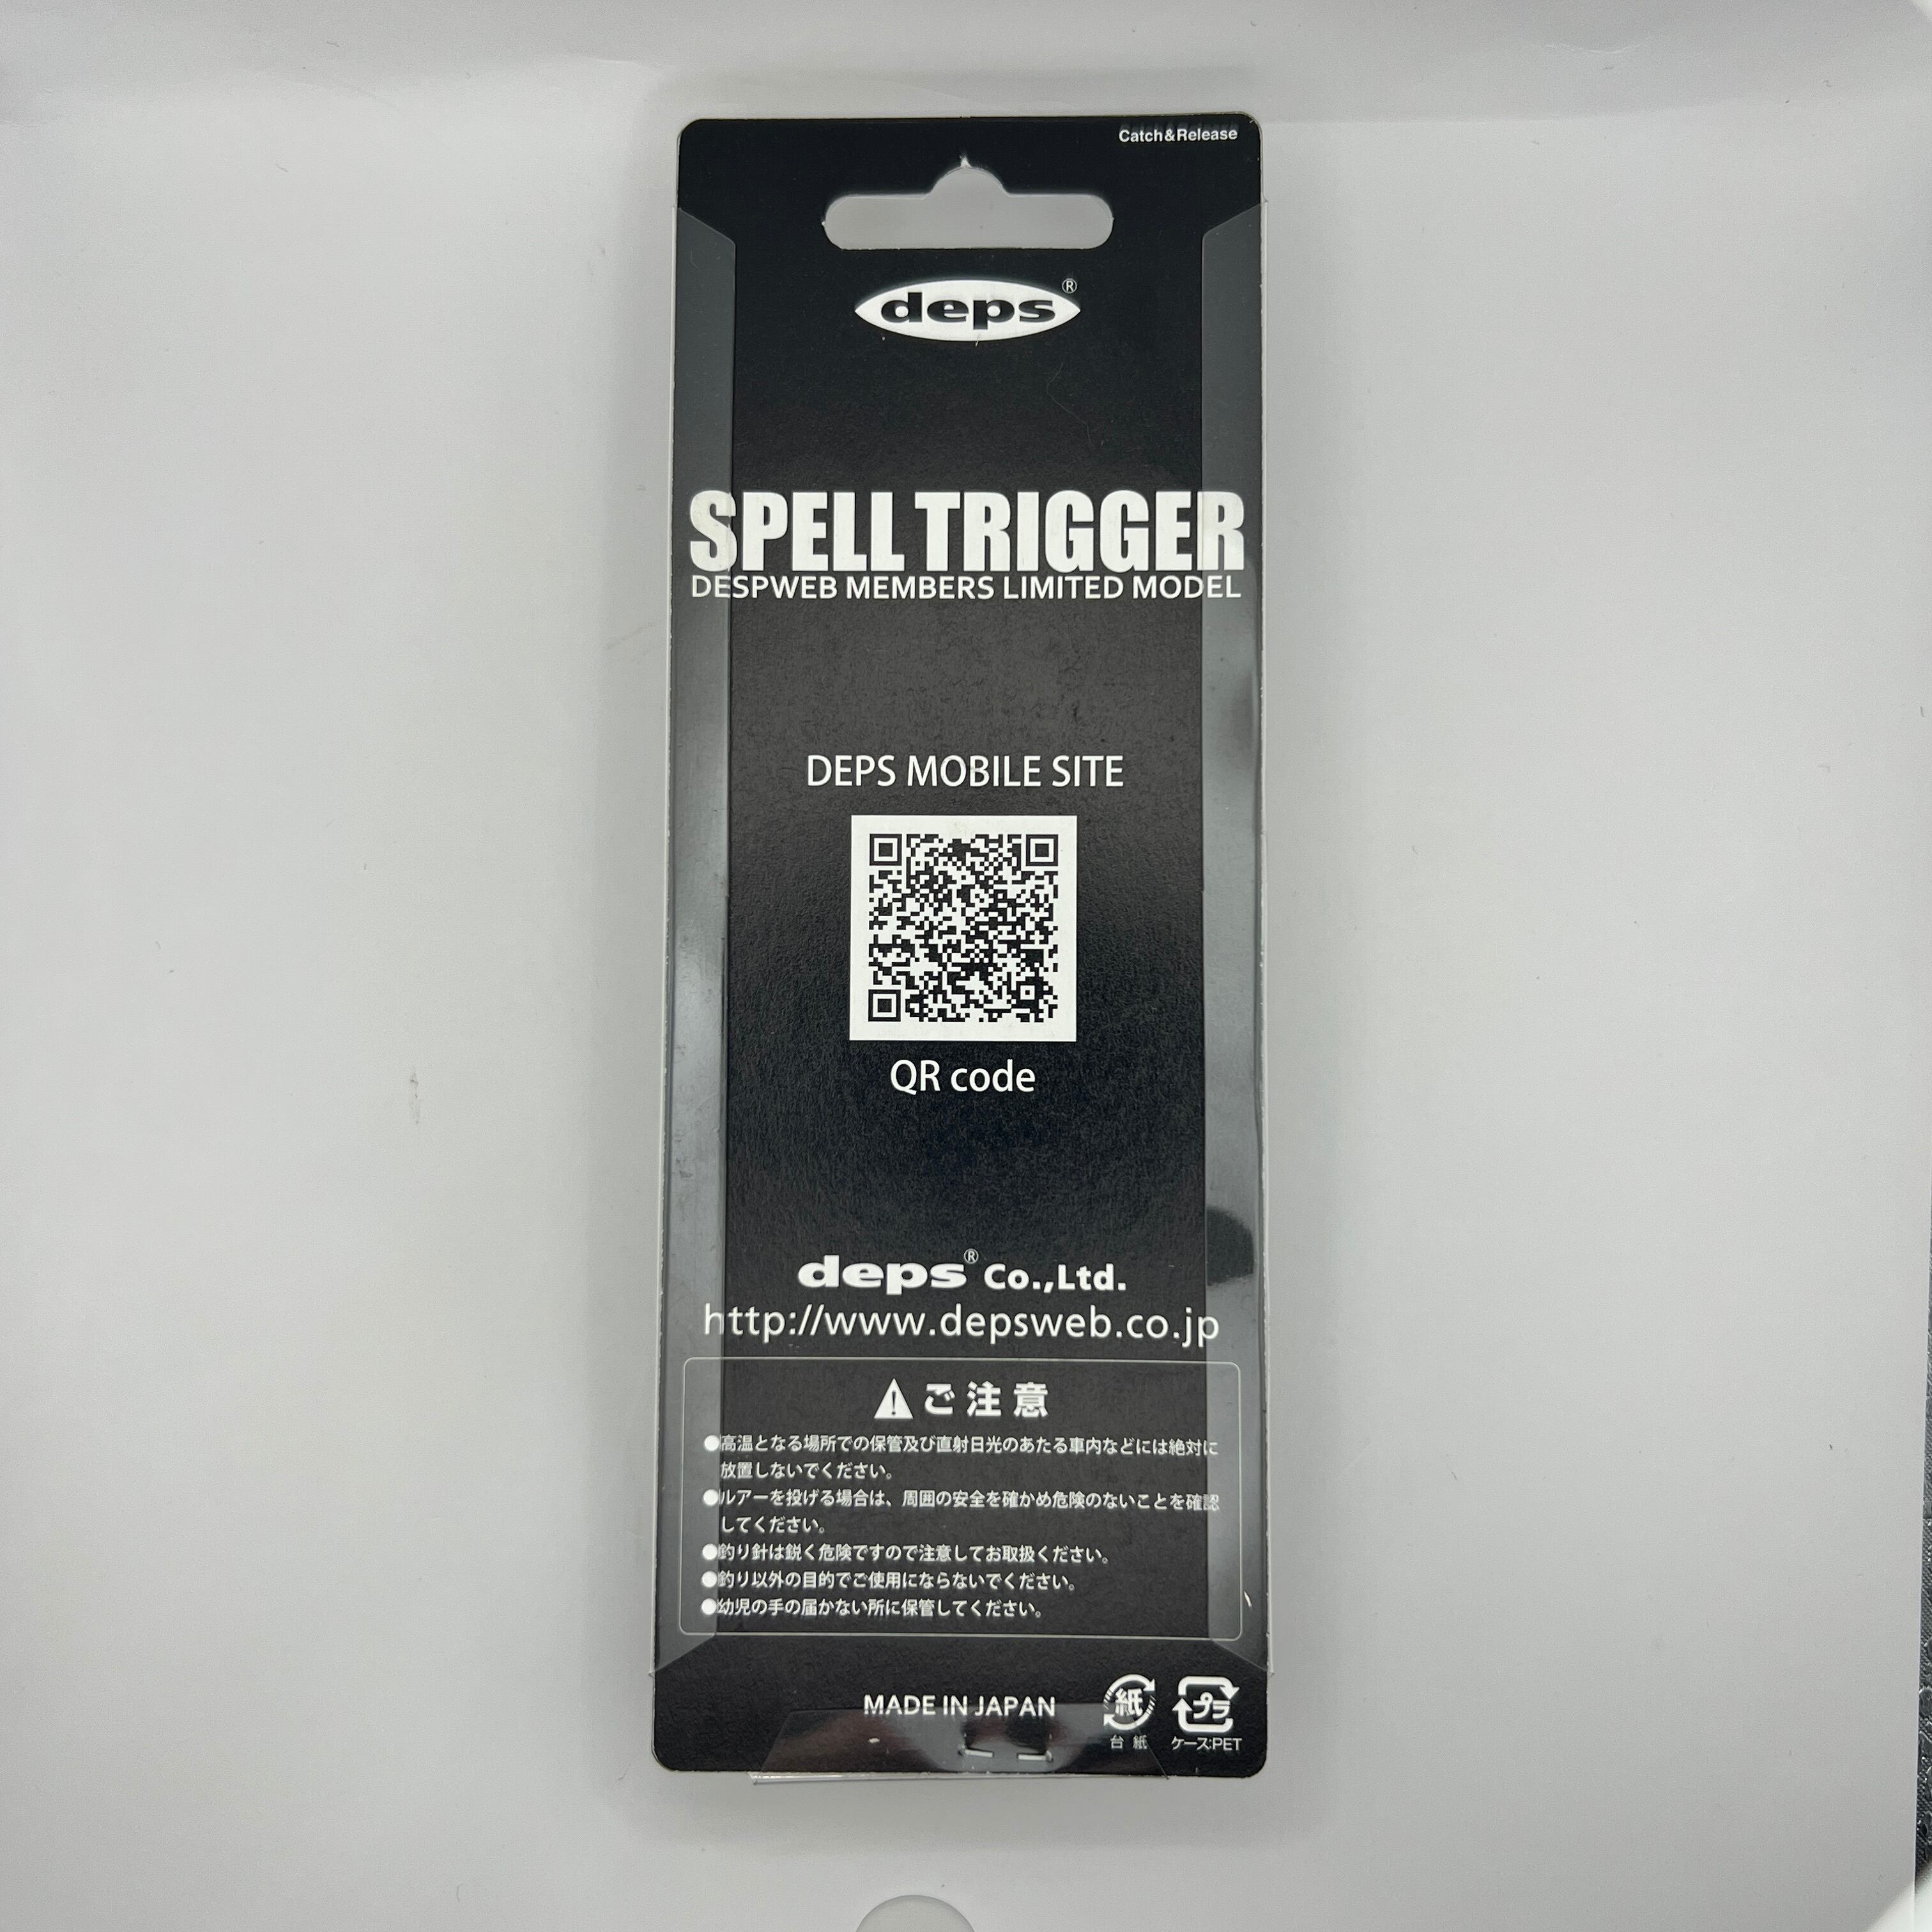 Catch&Release
deps®
SPELL TRIGGER
DESPWEB MEMBERS LIMITED MODEL
DEPS MOBILE SITE
QR code
deps® Co.,Ltd.
http://www.depsweb.co.jp
ご注意
●高温となる場所での保管及び直射日光のあたる車内などには絶対に
放置しないでください。
●ルアーを投げる場合は、周囲の安全を確かめ危険のないことを確認
してください。
●釣り針は鋭く危険ですので注意してお取扱ください。
●釣り以外の目的でご使用にならないでください。
●幼児の手の届かない所に保管してください。
MADE IN JAPAN
紙
プラ
台紙
ケース:PET